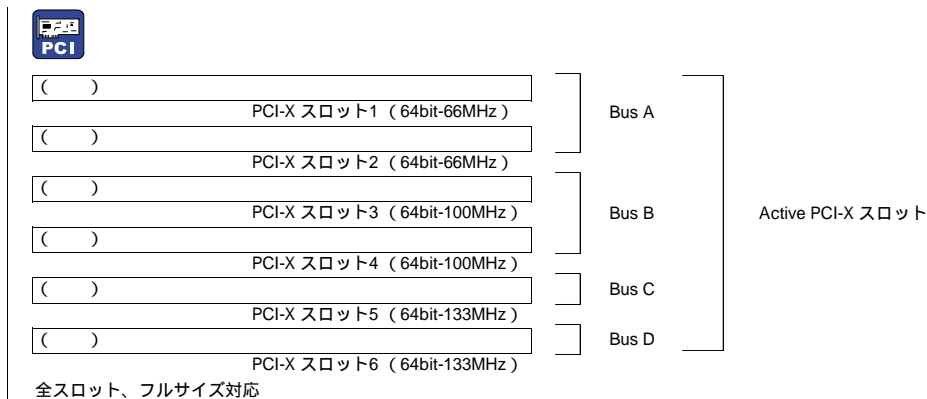 PCI
(      )
PCI-X スロット1 (64bit-66MHz)
Bus A
(      )
PCI-X スロット2 (64bit-66MHz)
(      )
PCI-X スロット3 (64bit-100MHz)
Bus B
Active PCI-X スロット
(      )
PCI-X スロット4 (64bit-100MHz)
(      )
Bus C
PCI-X スロット5 (64bit-133MHz)
(      )
Bus D
PCI-X スロット6 (64bit-133MHz)
全スロット、フルサイズ対応